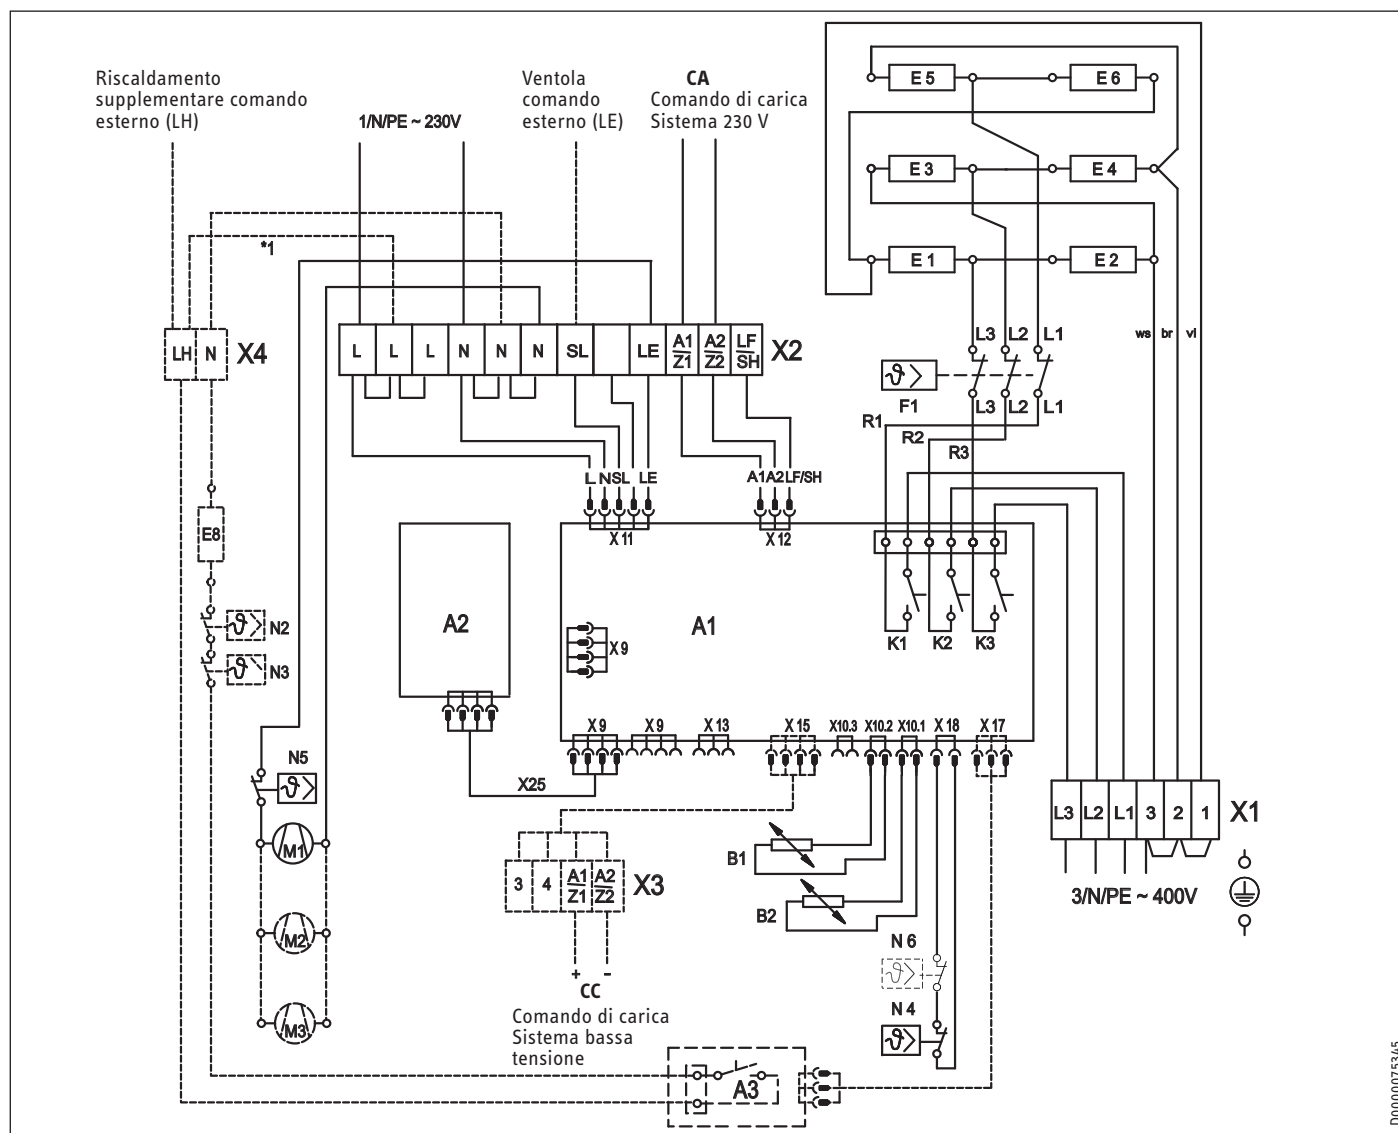 Riscaldamento
supplementare comando
esterno (LH)
1/N/PE ~ 230V
Ventola
comando
esterno (LE)
CA
Comando di carica
Sistema 230 V
E 5
E 6
E 3
E 4
E 1
E 2
*1
LH
N
X4
L
L
L
N
N
N
SL
LE
A1
Z1
A2
Z2
LF
SH
X2
L3
L2
L1
ws
br
vi
F1
L3
L2
L1
R1
R2
R3
L
N
SL
LE
A1
A2
LF/SH
X 11
X 12
E8
A2
A1
K1
K2
K3
N2
N3
X 9
X 9
X 9
X 13
X 15
X10.3
X10.2
X10.1
X 18
X 17
N5
X25
M1
M2
M3
3
4
A1
Z1
A2
Z2
X3
B1
B2
L3
L2
L1
3
2
1
X1
3/N/PE ~ 400V
N 6
N 4
+
-
CC
Comando di carica
Sistema bassa
tensione
A3
D0000075345